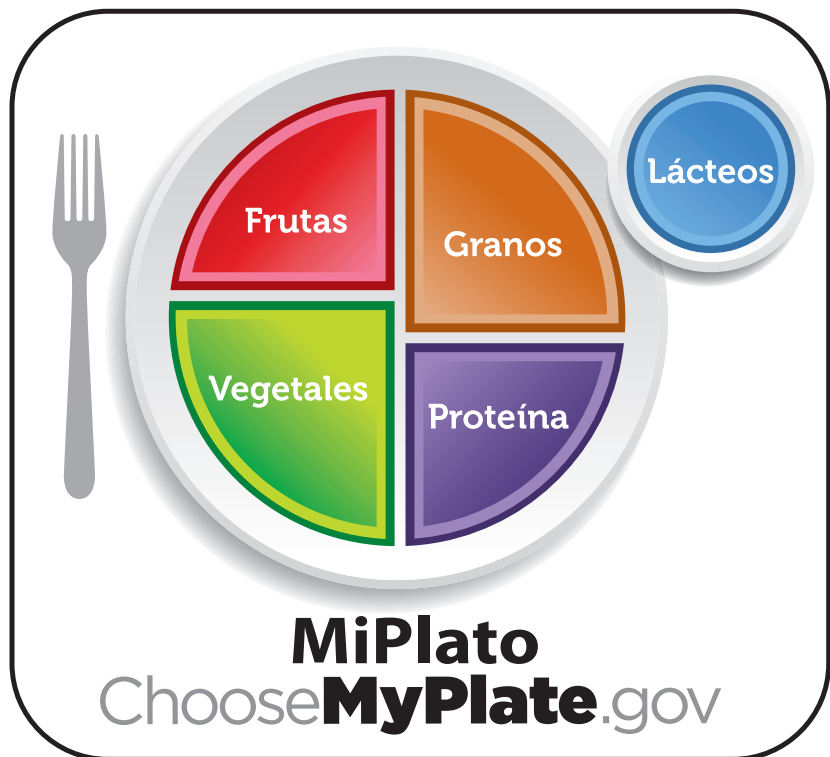 Frutas
Granos
Lácteos
Vegetales
Proteína
MiPlato
ChooseMyPlate.gov